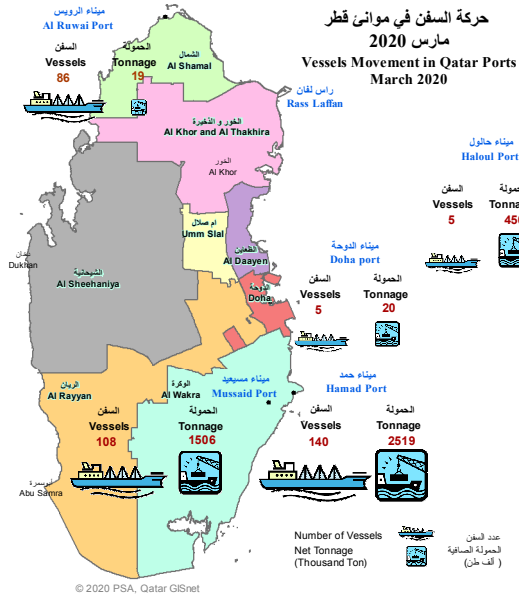 حركة السفن في موانئ قطر
مارس 2020
Vessels Movement in Qatar Ports
March 2020
ميناء الرويس
Al Ruwai Port
السفن
Vessels
86
الحمولة
Tonnage
19
الشمال
Al Shamal
راس لفان
Rass Laffan
الخور و الذخيرة
Al Khor and Al Thakhira
الخور
Al Khor
ميناء حالول
Haloul Port
السفن
Vessels
5
ام صلال
Umm Slal
الظعاين
Al Daayen
دخان
Dukhan
الشيحانية
Al Sheehaniya
ميناء الدوحة
Doha port
السفن
Vessels
5
الحمولة
Tonnage
20
الدوحة
Doha
الريان
Al Rayyan
الوكرة
Al Wakra
ميناء مسيعيد
Mussaid Port
السفن
Vessels
108
الحمولة
Tonnage
1506
ميناء حمد
Hamad Port
السفن
Vessels
140
الحمولة
Tonnage
2519
أبوسمرة
Abu Samra
Number of Vessels
عدد السفن
Net Tonnage
(Thousand Ton)
الحمولة الصافية
( ألف طن)
© 2020 PSA, Qatar GISnet